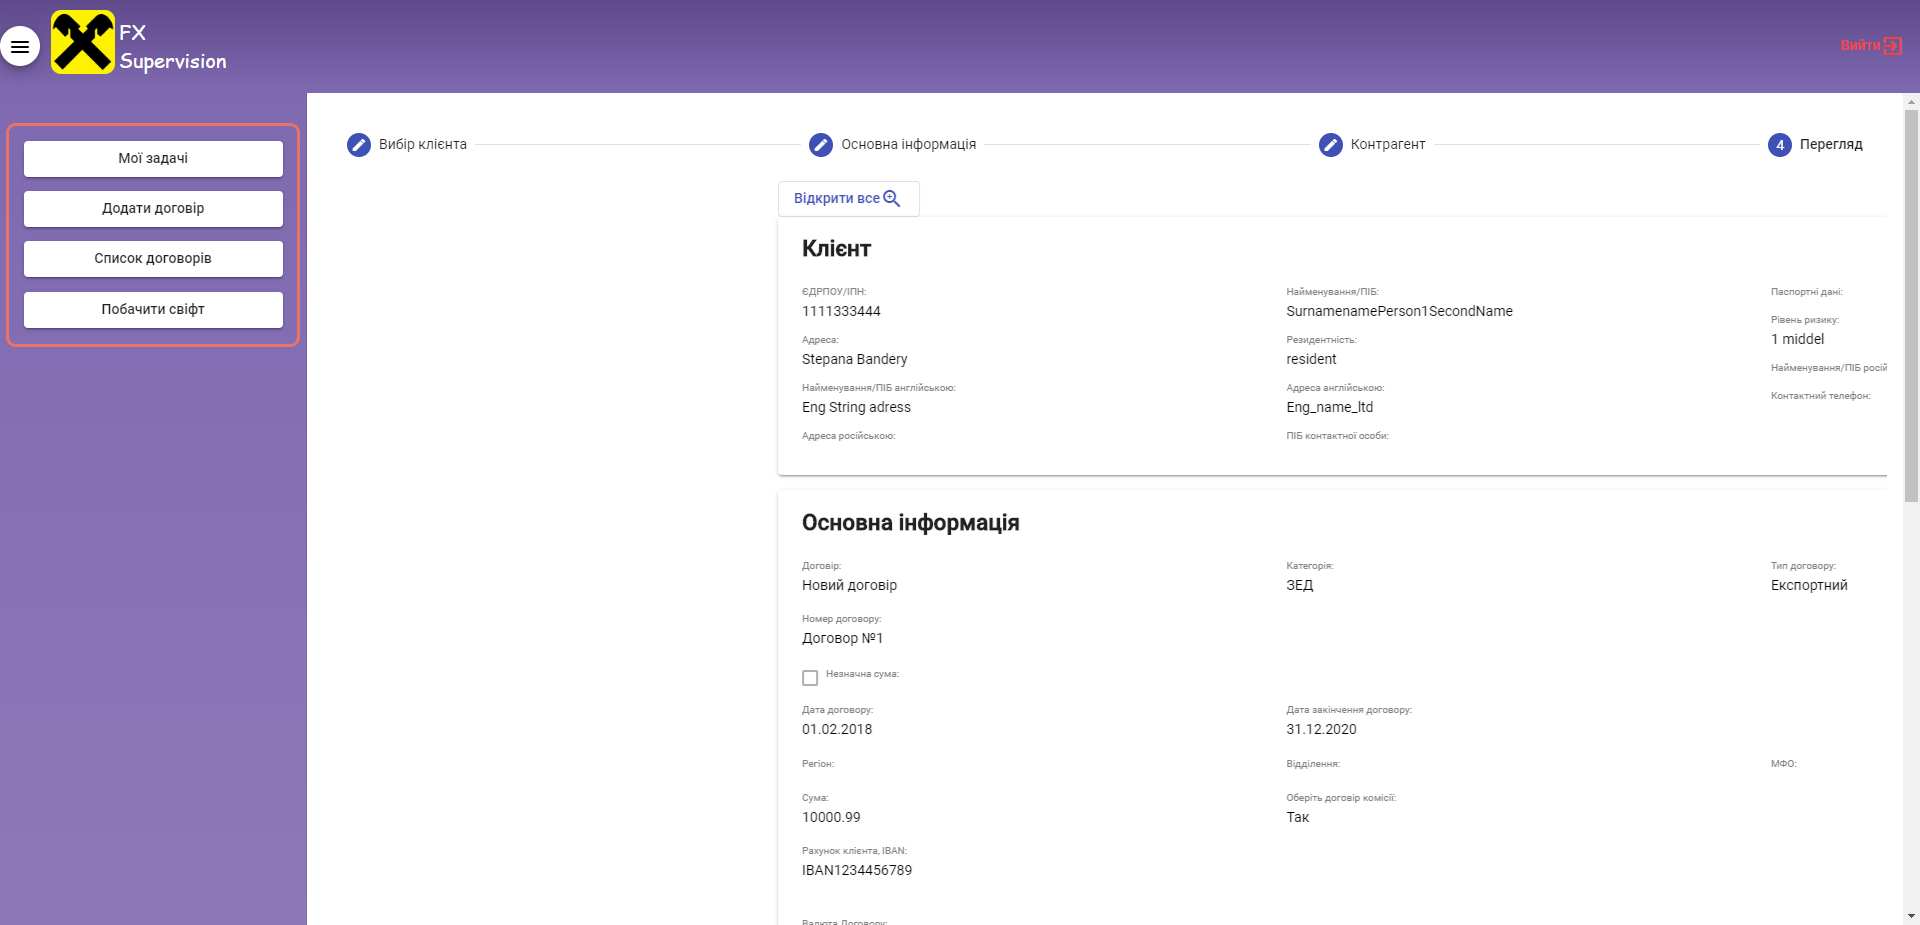 FX
Supervision
Вийти
Мої задачі
Додати договір
Список договорів
Побачити свіфт
Вибір клієнта
Основна інформація
Контрагент
4 Перегляд
Відкрити все
Клієнт
ЄДРПОУ/ІПН:
1111333444
Найменування/ПІБ:
SurnamenamePerson1SecondName
Паспортні дані:
Рівень ризику:
1 middel
Адреса:
Stepana Bandery
Резидентність:
resident
Найменування/ПІБ росій
Найменування/ПІБ англійською:
Eng String adress
Адреса англійською:
Eng_name_ltd
Контактний телефон:
Адреса російською:
ПІБ контактної особи:
Основна інформація
Договір:
Новий договір
Категорія:
ЗЕД
Тип договору:
Експортний
Номер договору:
Договор №1
Незначна сума:
Дата договору:
01.02.2018
Дата закінчення договору:
31.12.2020
Регіон:
Відділення:
МФО:
Сума:
10000.99
Оберіть договір комісії:
Так
Рахунок клієнта, IBAN:
IBAN1234456789
Валюта Договору: